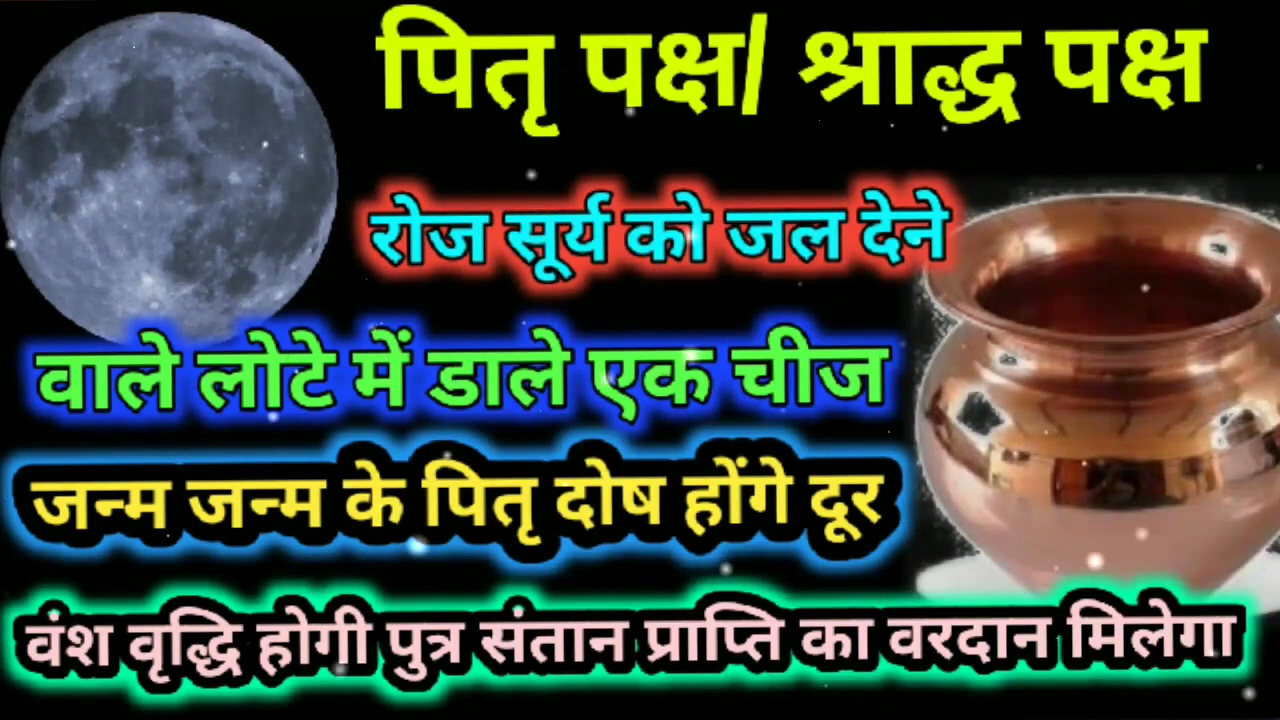 पितृ पक्ष/ श्राद्ध पक्ष
रोज सूर्य को जल देने
वाले लोटे में डाले एक चीज
जन्म जन्म के पितृ दोष होंगे दूर
वंश वृद्धि होगी पुत्र संतान प्राप्ति का वरदान मिलेगा